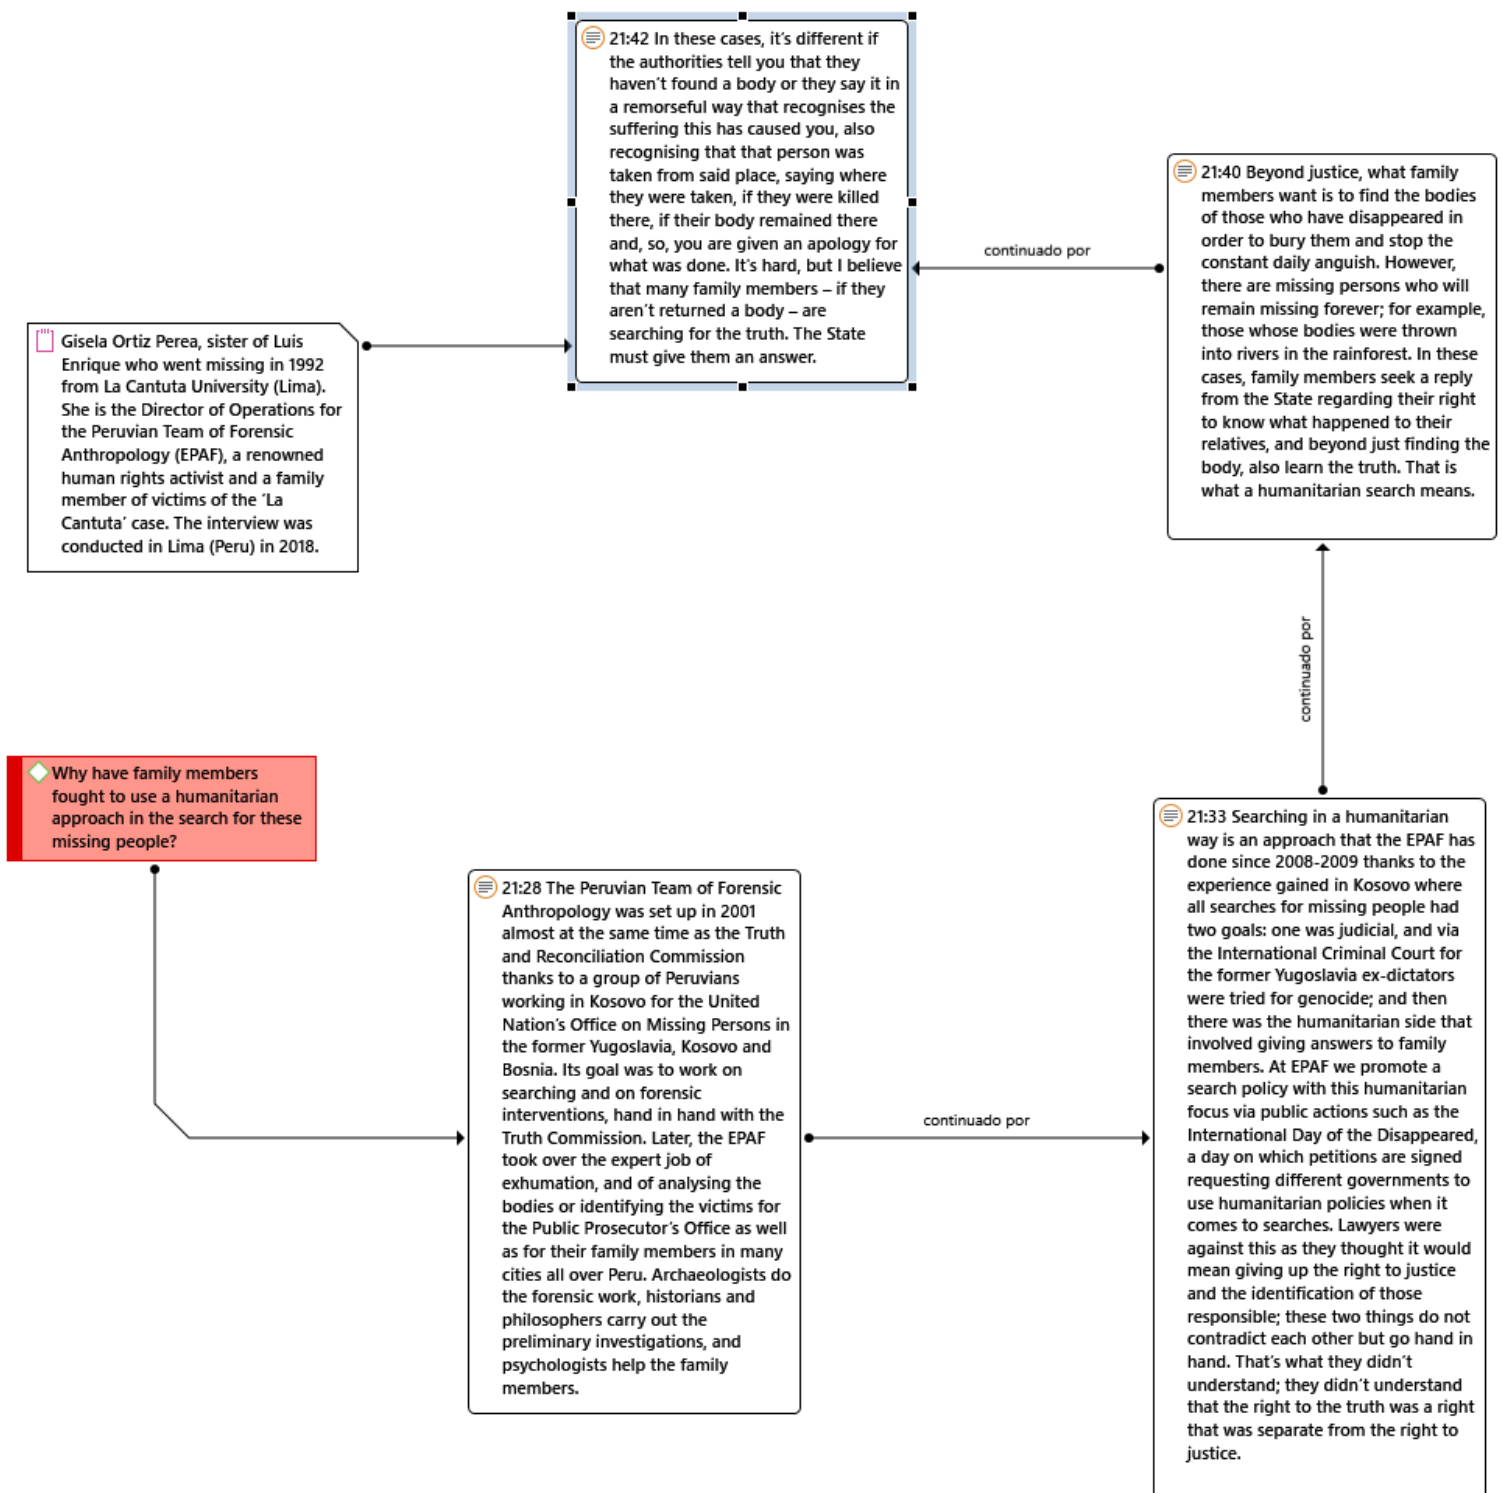 21:42 In these cases, it's different if
the authorities tell you that they
haven't found a body or they say it in
a remorseful way that recognises the
suffering this has caused you, also
recognising that that person was
taken from said place, saying where
they were taken, if they were killed
there, if their body remained there
and, so, you are given an apology for
what was done. It's hard, but I believe
that many family members – if they
aren't returned a body – are
searching for the truth. The State
must give them an answer.
21:40 Beyond justice, what family
members want is to find the bodies
of those who have disappeared in
order to bury them and stop the
constant daily anguish. However,
there are missing persons who will
remain missing forever; for example,
those whose bodies were thrown
into rivers in the rainforest. In these
cases, family members seek a reply
from the State regarding their right
to know what happened to their
relatives, and beyond just finding the
body, also learn the truth. That is
what a humanitarian search means.
continuado por
Gisela Ortiz Perea, sister of Luis
Enrique who went missing in 1992
from La Cantuta University (Lima).
She is the Director of Operations for
the Peruvian Team of Forensic
Anthropology (EPAF), a renowned
human rights activist and a family
member of victims of the 'La
Cantuta' case. The interview was
conducted in Lima (Peru) in 2018.
continuado por
Why have family members
fought to use a humanitarian
approach in the search for these
missing people?
21:28 The Peruvian Team of Forensic
Anthropology was set up in 2001
almost at the same time as the Truth
and Reconciliation Commission
thanks to a group of Peruvians
working in Kosovo for the United
Nation's Office on Missing Persons in
the former Yugoslavia, Kosovo and
Bosnia. Its goal was to work on
searching and on forensic
interventions, hand in hand with the
Truth Commission. Later, the EPAF
took over the expert job of
exhumation, and of analysing the
bodies or identifying the victims for
the Public Prosecutor's Office as well
as for their family members in many
cities all over Peru. Archaeologists do
the forensic work, historians and
philosophers carry out the
preliminary investigations, and
psychologists help the family
members.
continuado por
21:33 Searching in a humanitarian
way is an approach that the EPAF has
done since 2008-2009 thanks to the
experience gained in Kosovo where
all searches for missing people had
two goals: one was judicial, and via
the International Criminal Court for
the former Yugoslavia ex-dictators
were tried for genocide; and then
there was the humanitarian side that
involved giving answers to family
members. At EPAF we promote a
search policy with this humanitarian
focus via public actions such as the
International Day of the Disappeared,
a day on which petitions are signed
requesting different governments to
use humanitarian policies when it
comes to searches. Lawyers were
against this as they thought it would
mean giving up the right to justice
and the identification of those
responsible; these two things do not
contradict each other but go hand in
hand. That's what they didn't
understand; they didn't understand
that the right to the truth was a right
that was separate from the right to
justice.